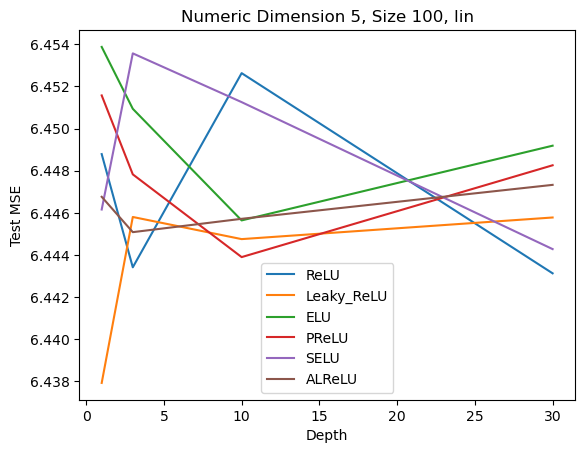 Numeric Dimension 5, Size 100, lin
6.454
6.452
6.450
6.448
6.446
6.444
6.442
6.440
6.438
Test MSE
ReLU
Leaky_ReLU
ELU
PReLU
SELU
ALReLU
0 5 10 15 20 25 30
Depth